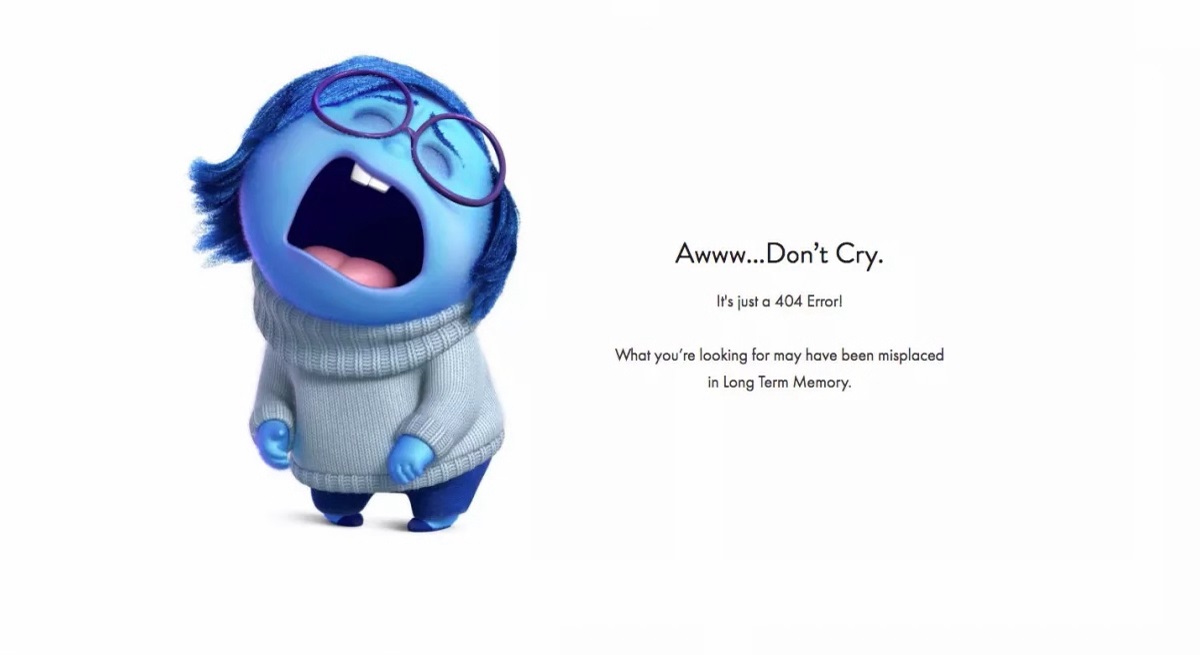 Awww...Don't Cry.
It's just a 404 Error!
What you're looking for may have been misplaced
in Long Term Memory.